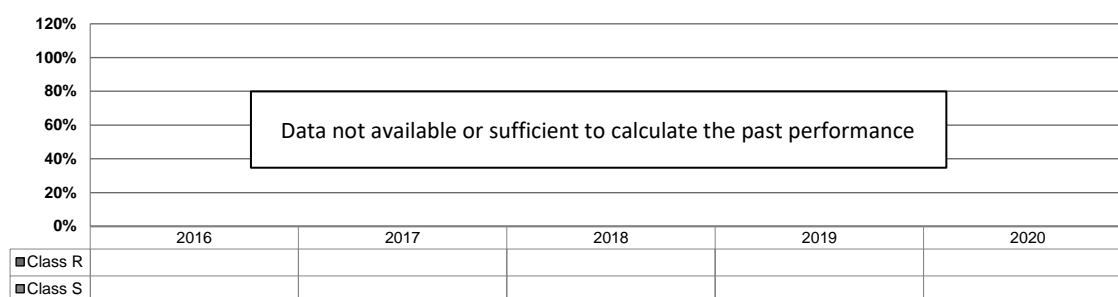 120%
100%
80%
Data not available or sufficient to calculate the past performance
60%
40%
20%
0%
2016 2017 2018 2019 2020
Class R
Class S